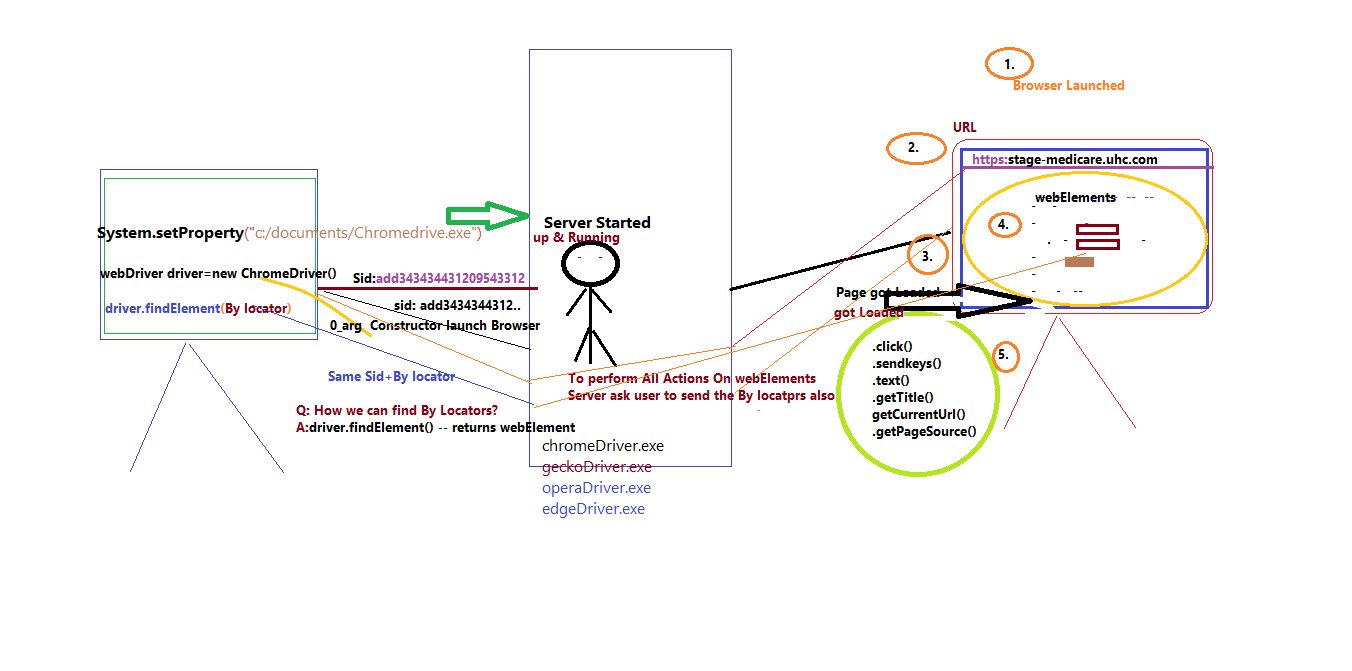 1.
Browser Launched
URL
2.
https:stage-medicare.uhc.com
webElements
4.
System.setProperty("c:/documents/Chromedrive.exe")
Server Started
up & Running
3.
webDriver driver=new ChromeDriver()
Sid:add343434431209543312
driver.findElement(By locator)
sid: add3434344312..
0_arg Constructor launch Browser
Page got Loaded
got Loaded
Same Sid+By locator
To perform All Actions On webElements
Server ask user to send the By locatprs also
Q: How we can find By Locators?
A:driver.findElement() -- returns webElement
5.
.click()
.sendkeys()
.text()
.getTitle()
getCurrentUrl()
.getPageSource()
chromeDriver.exe
geckoDriver.exe
operaDriver.exe
edgeDriver.exe